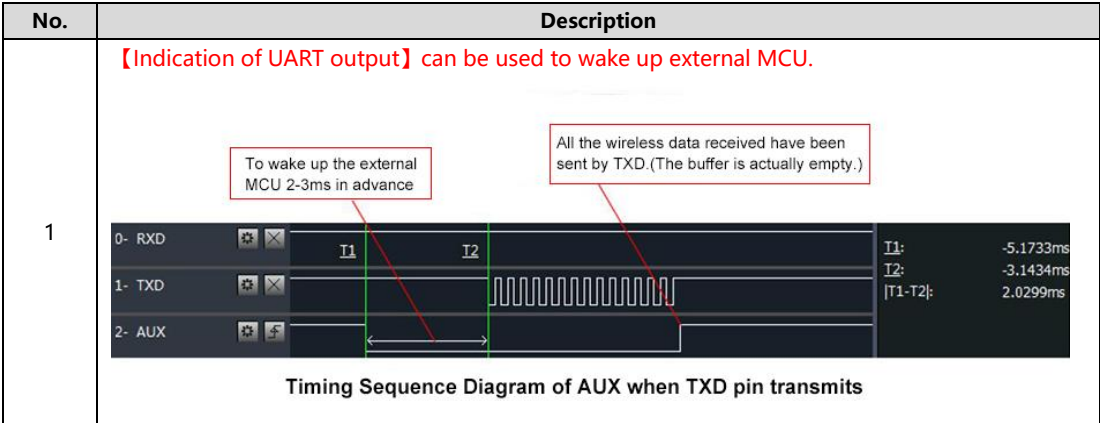 No.
Description
【Indication of UART output】can be used to wake up external MCU.
To wake up the external
MCU 2-3ms in advance
All the wireless data received have been
sent by TXD.(The buffer is actually empty.)
1
0- RXD
T1
T2
T1: -5.1733ms
T2: -3.1434ms
|T1-T2|: 2.0299ms
1- TXD
2- AUX
Timing Sequence Diagram of AUX when TXD pin transmits